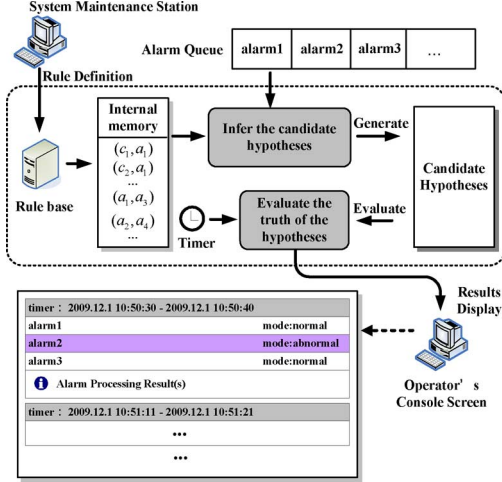 System Maintenance Station
Alarm Queue
alarm1
alarm2
alarm3
...
Rule Definition
Internal
memory
(c₁,a₁)
(c₂,a₁)
...
(a₁,a₃)
(a₂,a₄)
...
Rule base
Infer the candidate
hypotheses
Generate
Candidate
Hypotheses
Timer
Evaluate the
truth of the
hypotheses
Evaluate
Results
Display
Operator's
Console Screen
timer： 2009.12.1 10:50:30 - 2009.12.1 10:50:40
alarm1 mode:normal
alarm2 mode:abnormal
alarm3 mode:normal
i Alarm Processing Result(s)
timer： 2009.12.1 10:51:11 - 2009.12.1 10:51:21
...
...